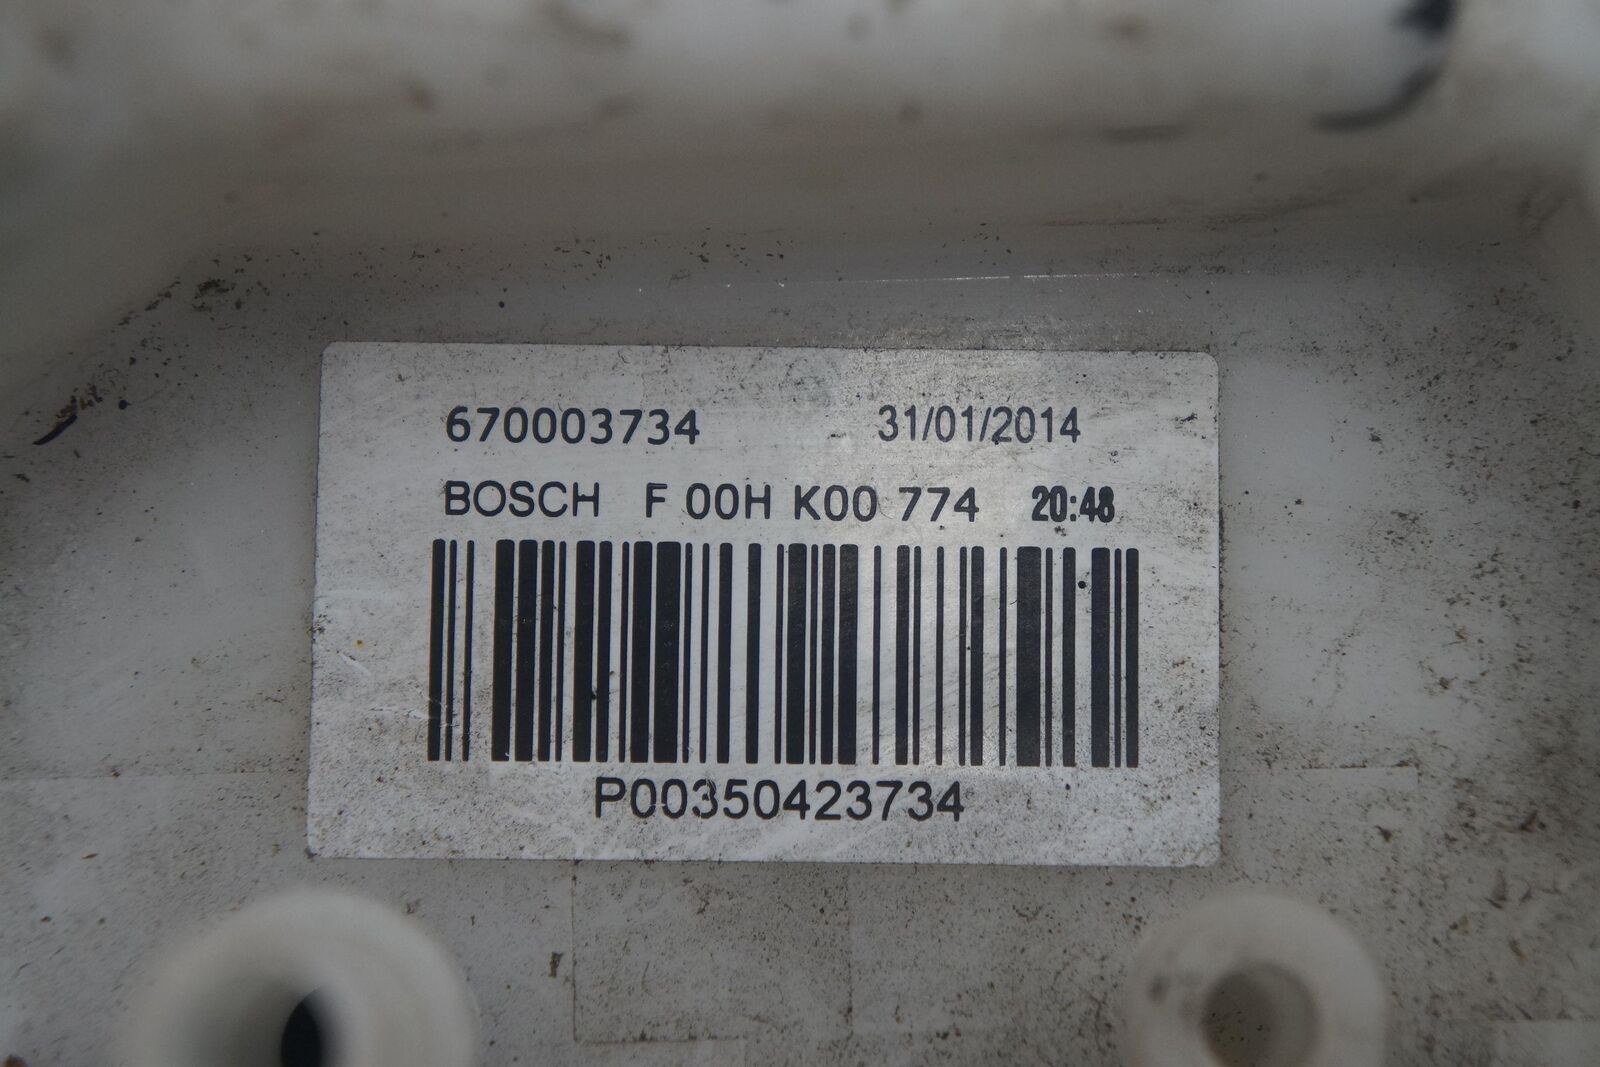 670003734 31/01/2014
BOSCH F 00H K00 774 20:48
P00350423734